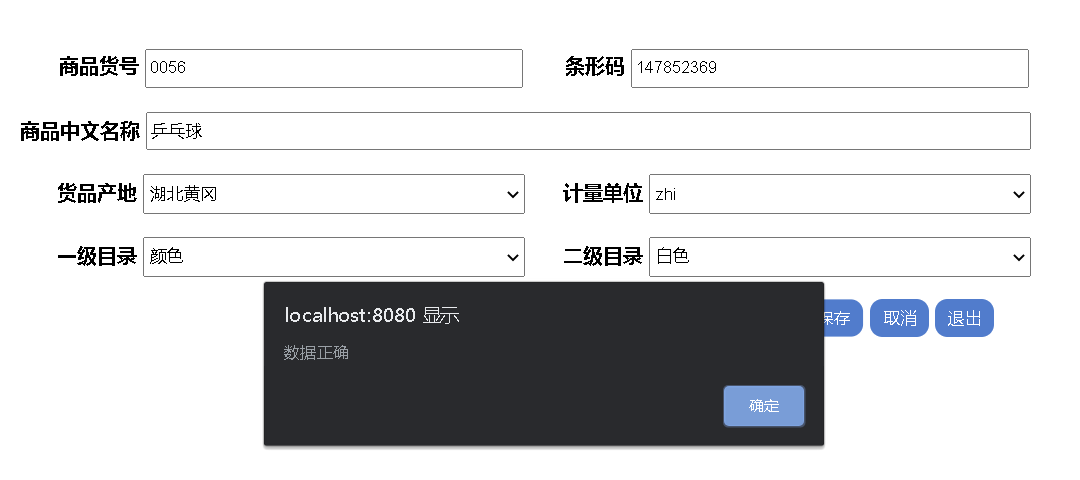 商品货号 0056 条形码 147852369
商品中文名称 乒乓球
货品产地 湖北黄冈 计量单位 zhi
一级目录 颜色 二级目录 白色
保存 取消 退出
localhost:8080 显示
数据正确
确定